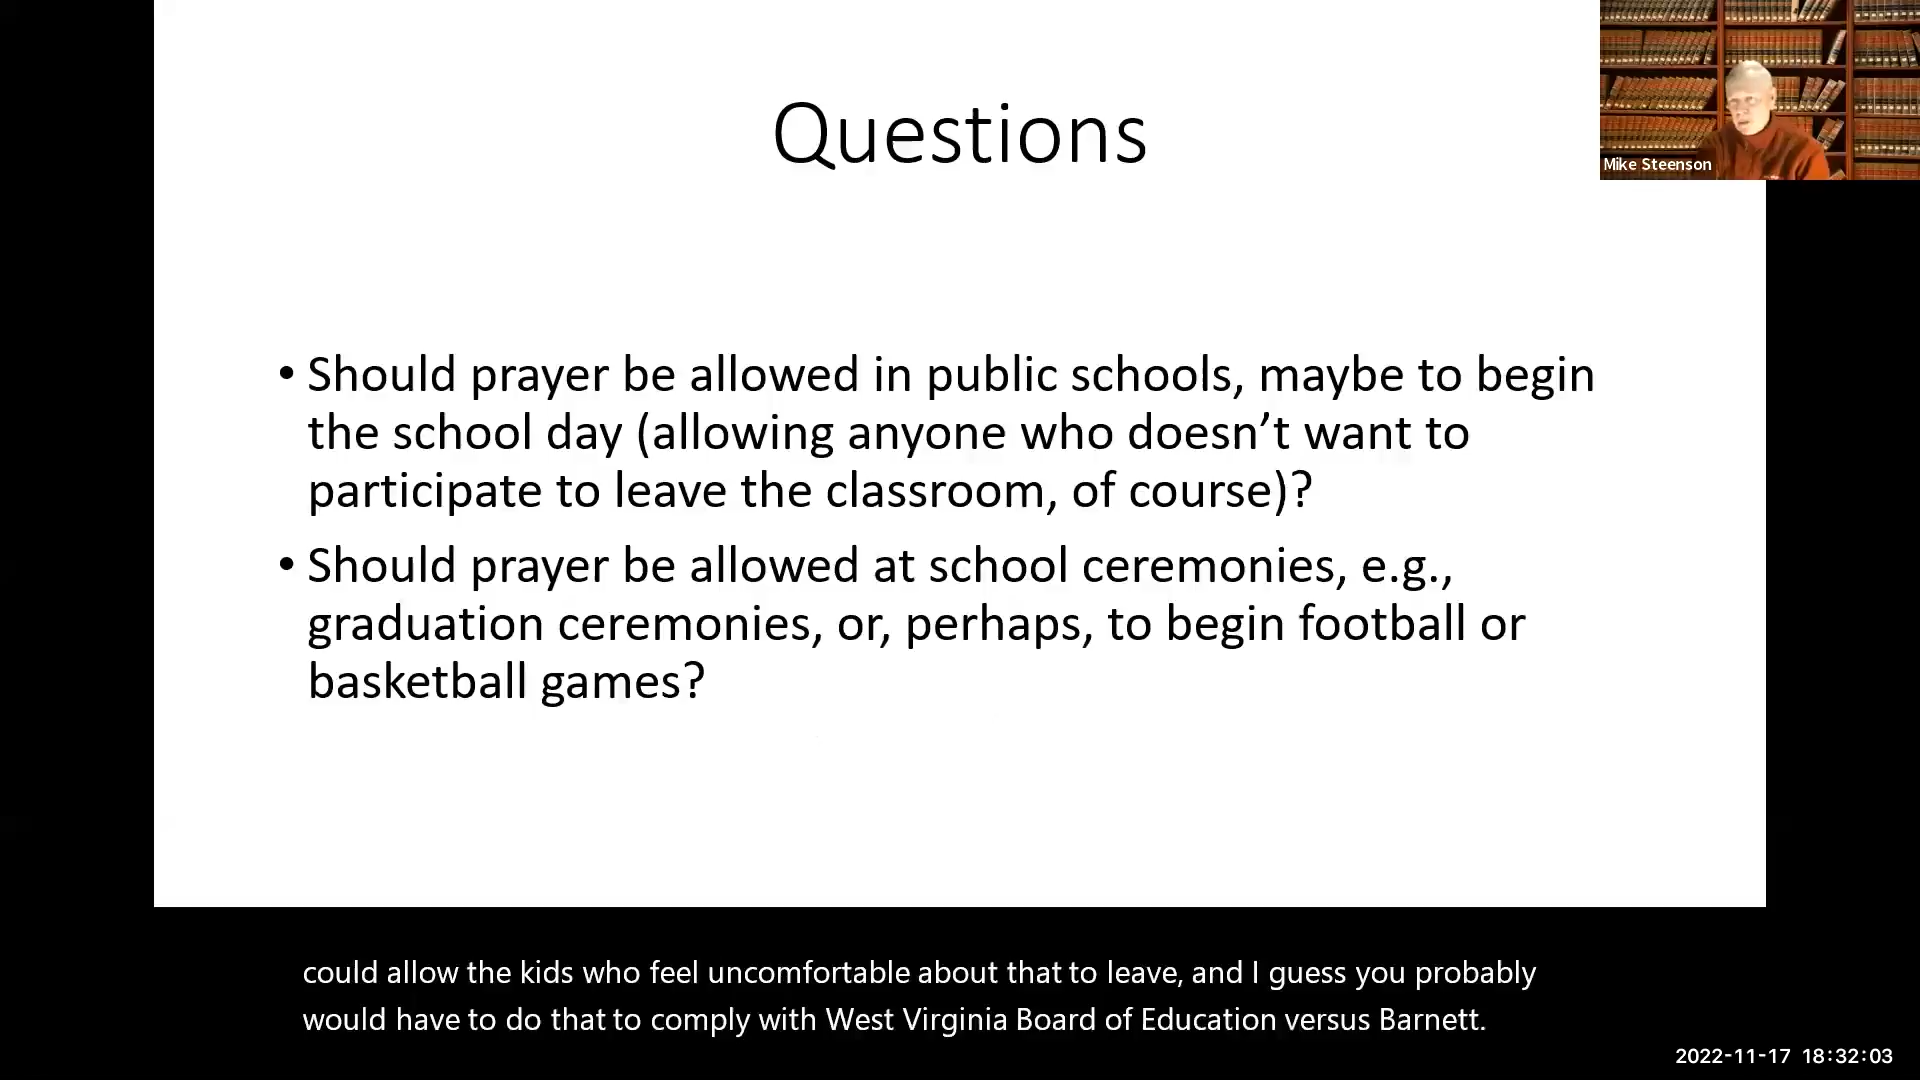 Questions
Mike Steenson
• Should prayer be allowed in public schools, maybe to begin
the school day (allowing anyone who doesn’t want to
participate to leave the classroom, of course)?
• Should prayer be allowed at school ceremonies, e.g.,
graduation ceremonies, or, perhaps, to begin football or
basketball games?
could allow the kids who feel uncomfortable about that to leave, and I guess you probably
would have to do that to comply with West Virginia Board of Education versus Barnett.
2022-11-17 18:32:03